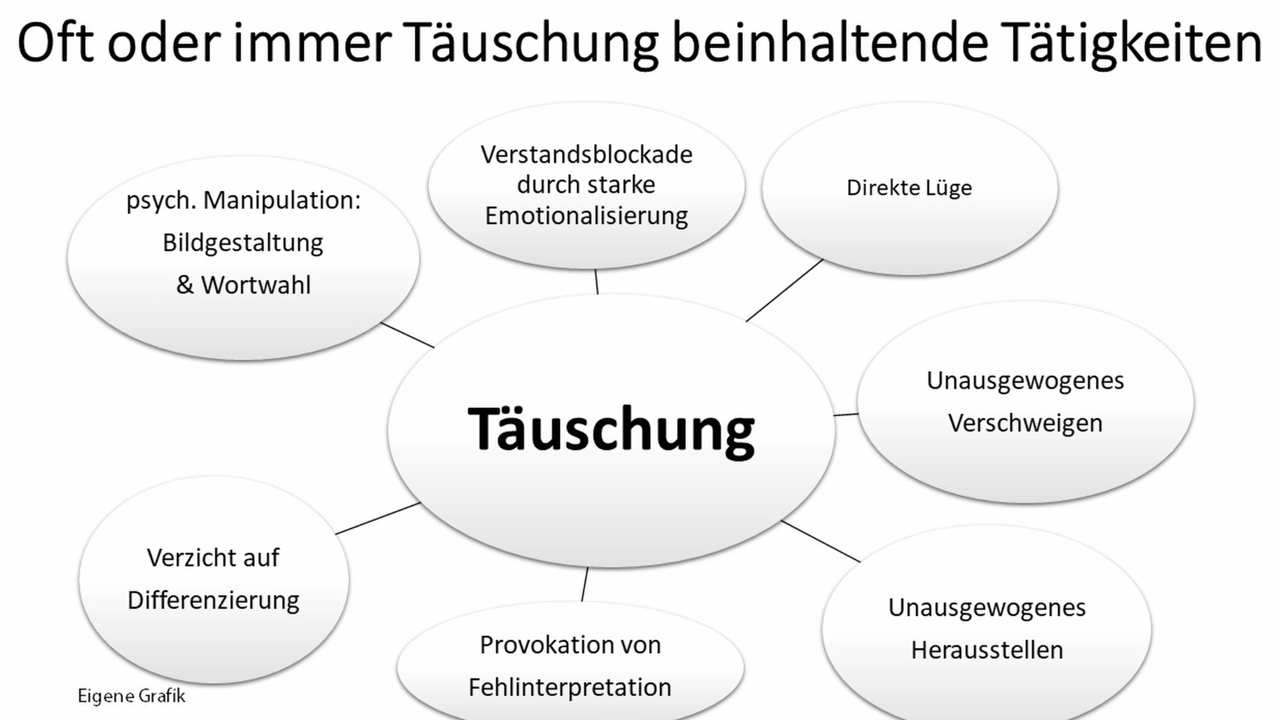 Oft oder immer Täuschung beinhaltende Tätigkeiten
psych. Manipulation:
Bildgestaltung
& Wortwahl
Verstandsblockade
durch starke
Emotionalisierung
Direkte Lüge
Unausgewogenes
Verschweigen
Täuschung
Verzicht auf
Differenzierung
Provokation von
Fehlinterpretation
Unausgewogenes
Herausstellen
Eigene Grafik